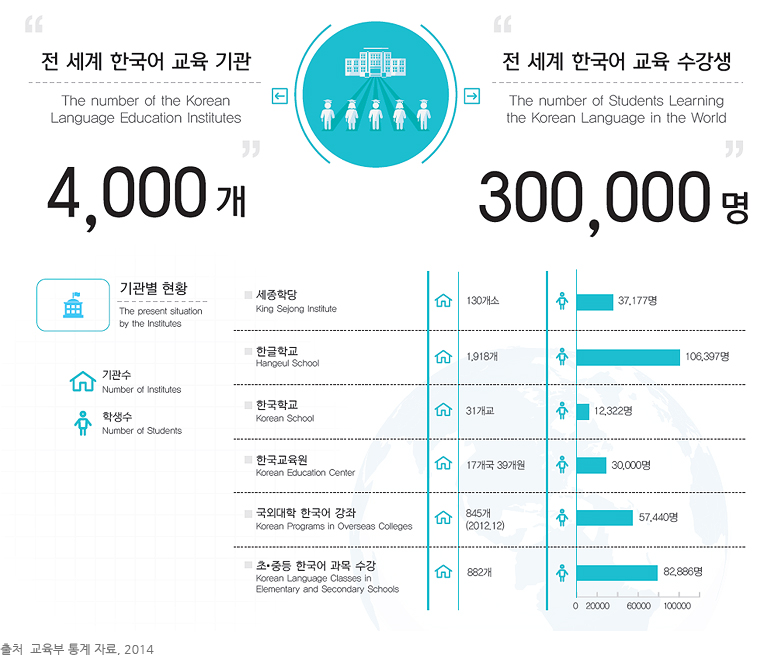 전 세계 한국어 교육 기관
The number of the Korean
Language Education Institutes
4,000 개
전 세계 한국어 교육 수강생
The number of Students Learning
the Korean Language in the World
300,000 명
기관별 현황
The present situation
by the Institutes
기관수
Number of Institutes
학생수
Number of Students
세종학당
King Sejong Institute
130개소
37,177명
한글학교
Hangeul School
1,918개
106,397명
한국학교
Korean School
31개교
12,322명
한국교육원
Korean Education Center
17개국 39개원
30,000명
국외대학 한국어 강좌
Korean Programs in Overseas Colleges
845개
(2012.12)
57,440명
초•중등 한국어 과목 수강
Korean Language Classes in
Elementary and Secondary Schools
882개
82,886명
0 20000 60000 100000
출처 교육부 통계 자료, 2014